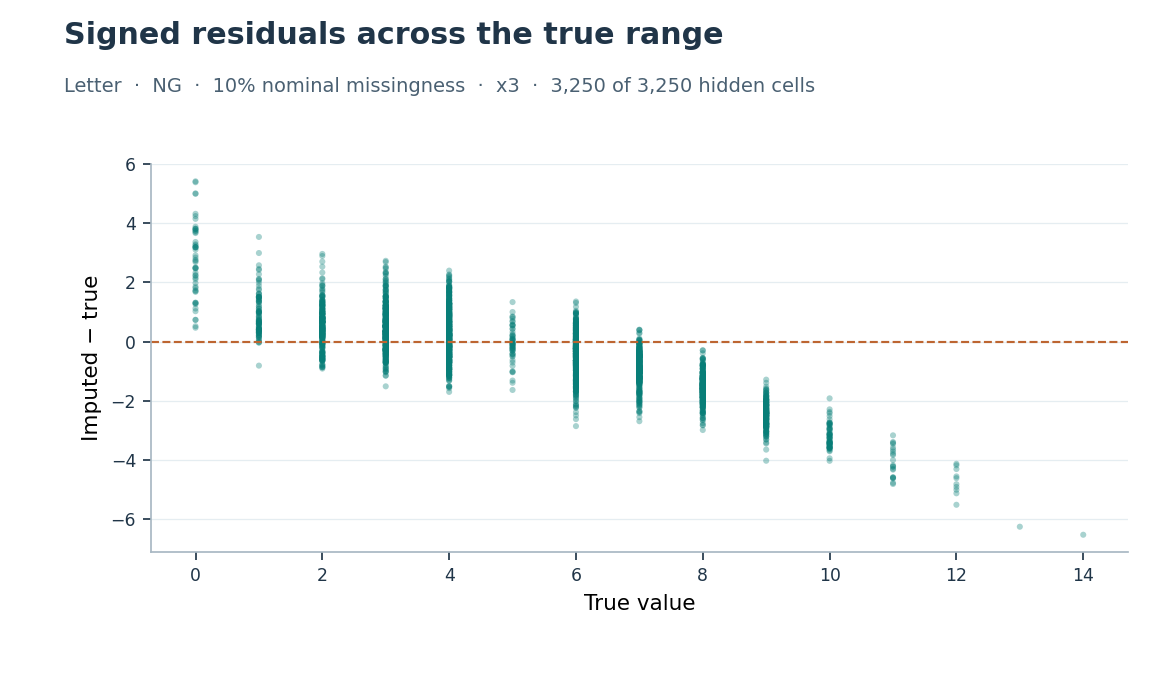 Signed residuals across the true range
Letter · NG · 10% nominal missingness · x3 · 3,250 of 3,250 hidden cells
6
4
2
0
−2
−4
−6
Imputed − true
0 2 4 6 8 10 12 14
True value